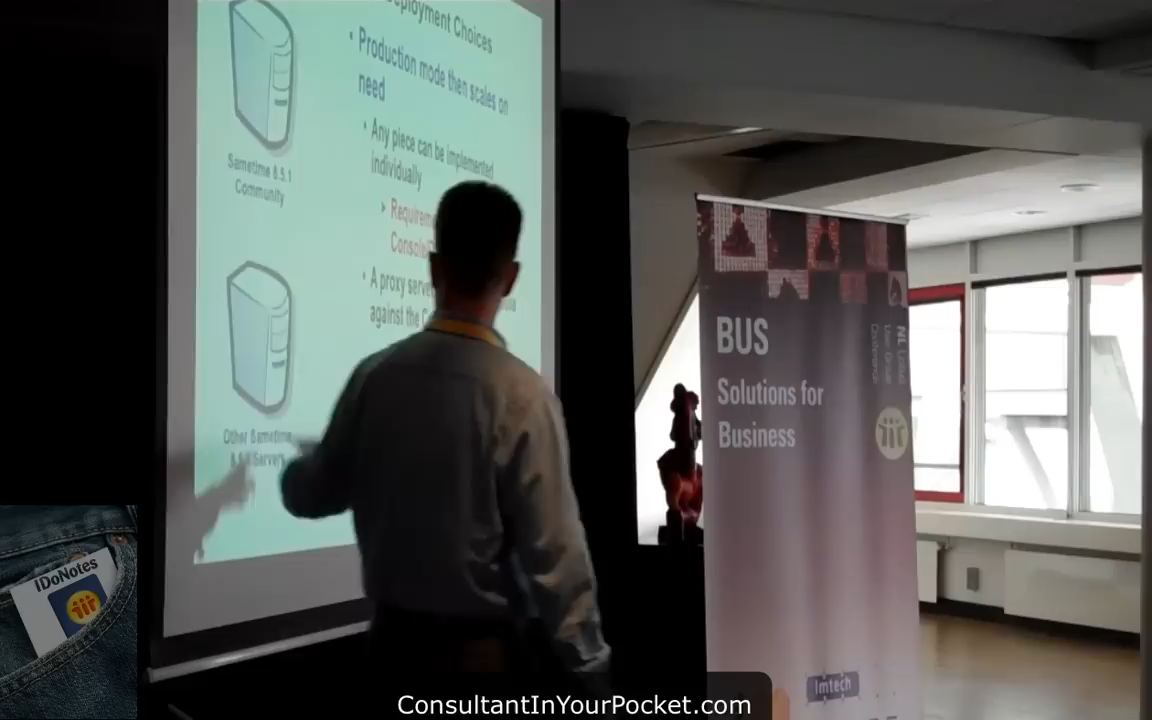 Deployment Choices
Production mode then scales on
need
Any piece can be implemented
individually
Sametime 8.5.1
Community
A proxy
against the
Other Sametime
Servers
BUS
Solutions for
Business
NL Lotus
User Group
Conference
IDoNotes
Imtech
ConsultantInYourPocket.com